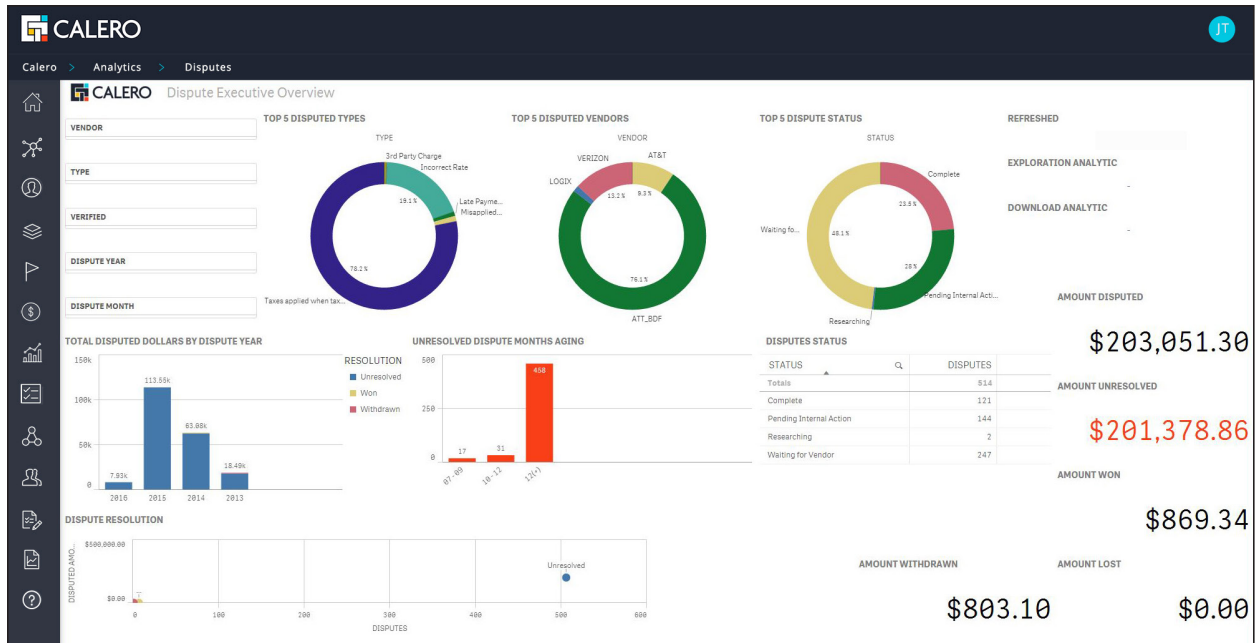 CALERO
JT
Calero > Analytics > Disputes
CALERO Dispute Executive Overview
VENDOR
TYPE
VERIFIED
DISPUTE YEAR
DISPUTE MONTH
TOP 5 DISPUTED TYPES
TYPE
3rd Party Charge
Incorrect Rate
19.1%
Late Payme...
Misapplied...
78.2%
Taxes applied when tax...
TOP 5 DISPUTED VENDORS
VENDOR
VERIZON
AT&T
LOGIX
13.2%
9.3%
76.1%
ATT_BDF
TOP 5 DISPUTE STATUS
STATUS
Complete
23.5%
Waiting fo...
48.1%
28%
Pending Internal Acti...
Researching
REFRESHED
EXPLORATION ANALYTIC
-
DOWNLOAD ANALYTIC
-
AMOUNT DISPUTED
$203,051.30
AMOUNT UNRESOLVED
$201,378.86
AMOUNT WON
$869.34
AMOUNT LOST
$0.00
AMOUNT WITHDRAWN
$803.10
TOTAL DISPUTED DOLLARS BY DISPUTE YEAR
150k
100k
50k
0
113.55k
63.08k
18.49k
7.93k
2016 2015 2014 2013
RESOLUTION
Unresolved
Won
Withdrawn
UNRESOLVED DISPUTE MONTHS AGING
500
250
0
17
31
458
07-09
10-12
12(+)
DISPUTES STATUS
STATUS DISPUTES
Totals 514
Complete 121
Pending Internal Action 144
Researching 2
Waiting for Vendor 247
DISPUTE RESOLUTION
DISPUTED AMO...
$500,000.00
$0.00
Unresolved
0 100 200 300 400 500 600
DISPUTES